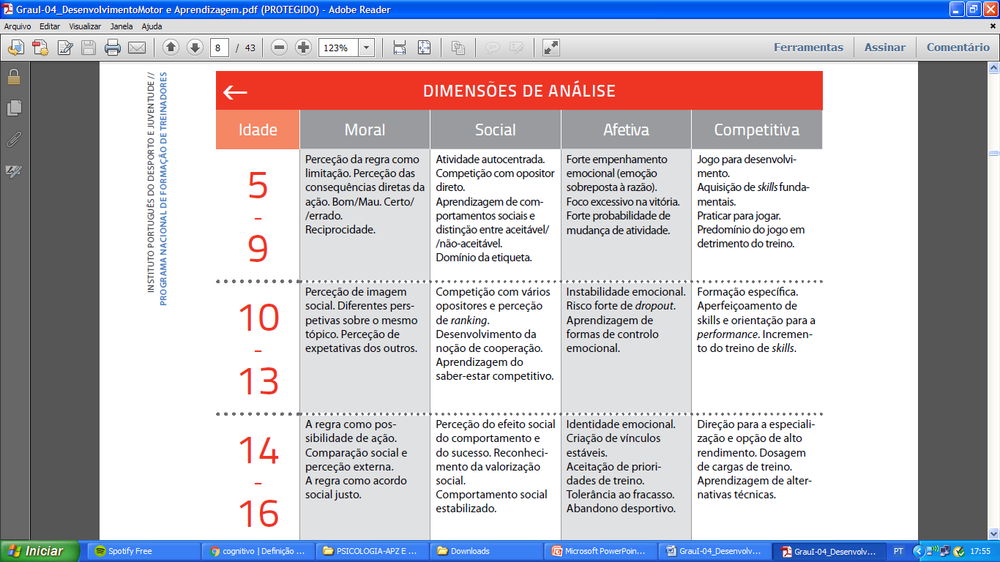 GrauI-04_DesenvolvimentoMotor e Aprendizagem.pdf (PROTEGIDO) - Adobe Reader
Arquivo Editar Visualizar Janela Ajuda
8 / 43 123% Ferramentas Assinar Comentário
INSTITUTO PORTUGUÊS DO DESPORTO E JUVENTUDE //
PROGRAMA NACIONAL DE FORMAÇÃO DE TREINADORES
DIMENSÕES DE ANÁLISE
Idade Moral Social Afetiva Competitiva
5
-
9
Perceção da regra como
limitação. Perceção das
consequências diretas da
ação. Bom/Mau. Certo/
/errado.
Reciprocidade.
Atividade autocentrada.
Competição com opositor
direto.
Aprendizagem de com-
portamentos sociais e
distinção entre aceitável/
/não-aceitável.
Domínio da etiqueta.
Forte empenhamento
emocional (emoção
sobreposta à razão).
Foco excessivo na vitória.
Forte probabilidade de
mudança de atividade.
Jogo para desenvolvi-
mento.
Aquisição de skills funda-
mentais.
Praticar para jogar.
Predomínio do jogo em
detrimento do treino.
10
-
13
Perceção de imagem
social. Diferentes pers-
petivas sobre o mesmo
tópico. Perceção de
expetativas dos outros.
Competição com vários
opositores e perceção
de ranking.
Desenvolvimento da
noção de cooperação.
Aprendizagem do
saber-estar competitivo.
Instabilidade emocional.
Risco forte de dropout.
Aprendizagem de
formas de controlo
emocional.
Formação específica.
Aperfeiçoamento de
skills e orientação para a
performance. Incremen-
to do treino de skills.
14
-
16
A regra como pos-
sibilidade de ação.
Comparação social e
perceção externa.
A regra como acordo
social justo.
Perceção do efeito social
do comportamento e
do sucesso. Reconheci-
mento da valorização
social.
Comportamento social
estabilizado.
Identidade emocional.
Criação de vínculos
estáveis.
Aceitação de priori-
dades de treino.
Tolerância ao fracasso.
Abandono desportivo.
Direção para a especiali-
zação e opção de alto
rendimento. Dosagem
de cargas de treino.
Aprendizagem de alter-
nativas técnicas.
Iniciar Spotify Free cognitivo | Definição ... PSICOLOGIA-APZ E ... Downloads Microsoft PowerPoin... GrauI-04_Desenvolv... GrauI-04_Desenvolv... PT 17:55